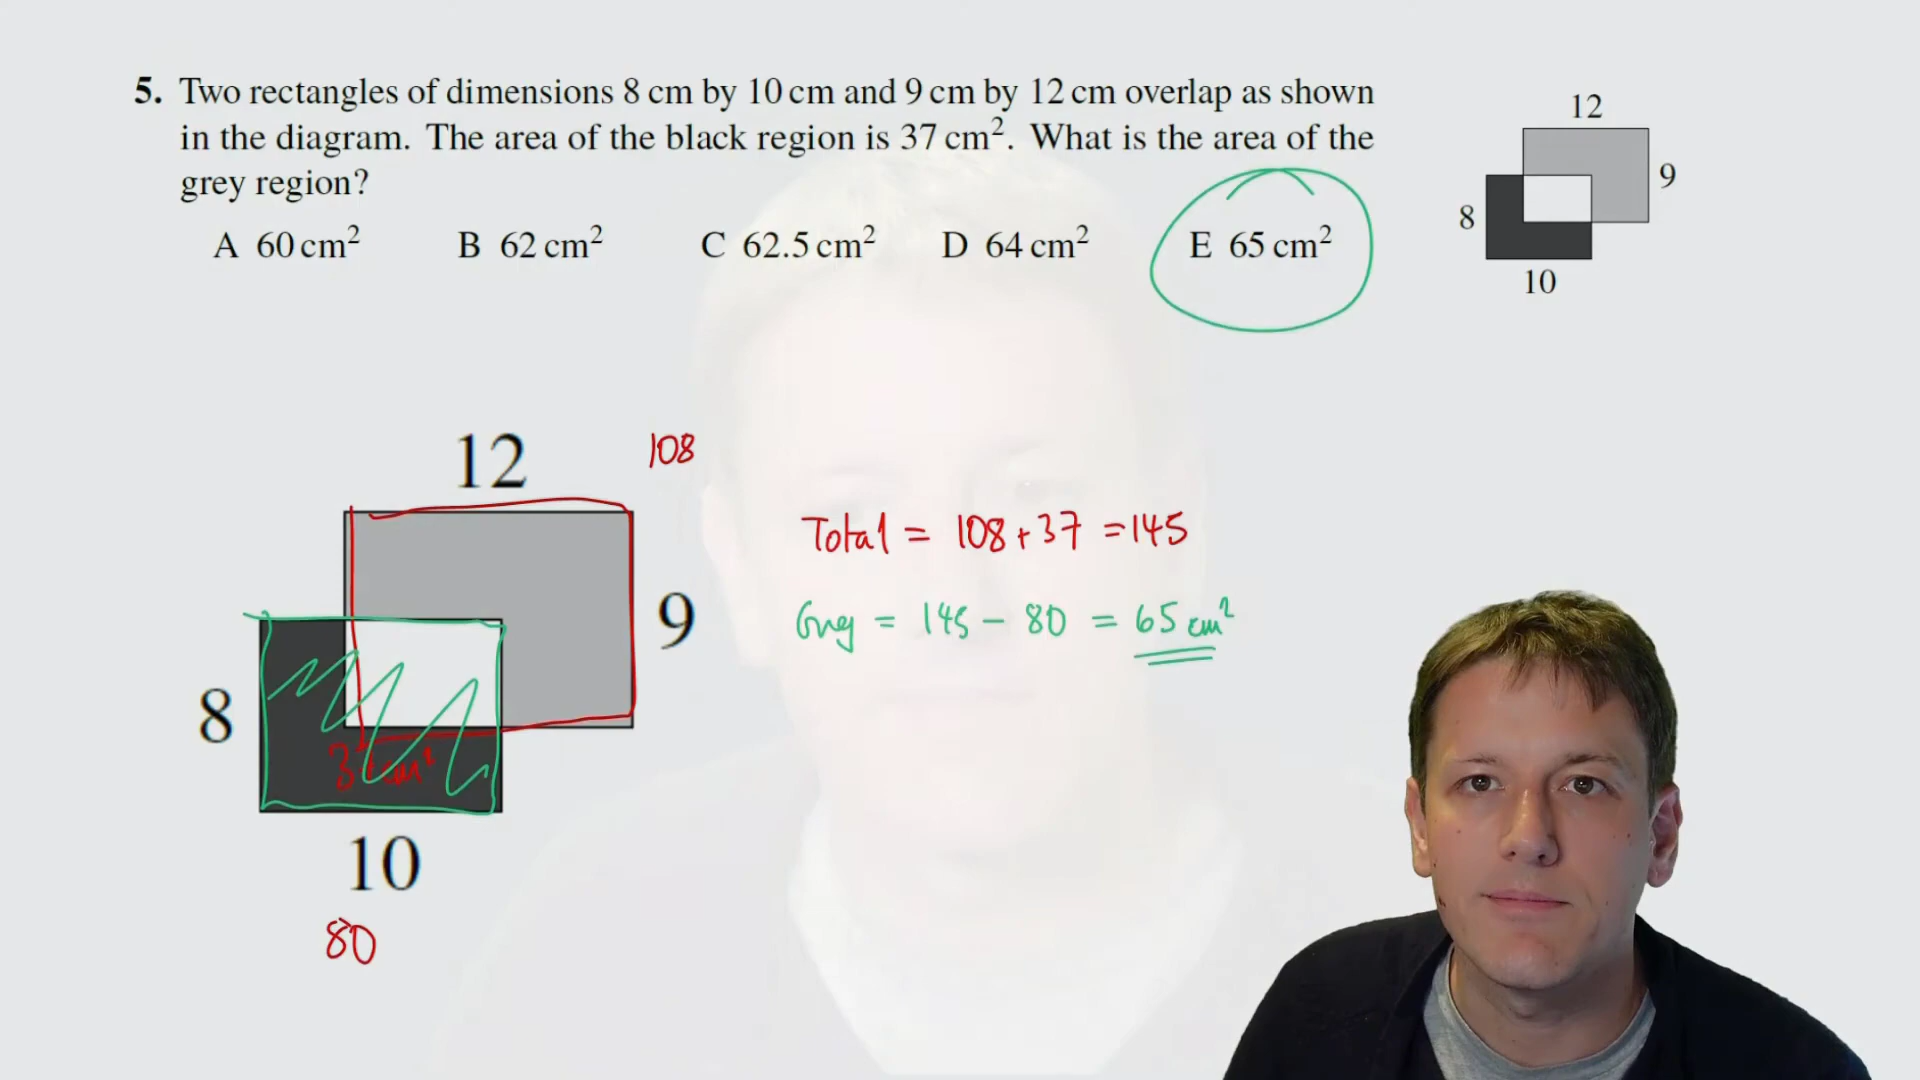 5. Two rectangles of dimensions 8 cm by 10 cm and 9 cm by 12 cm overlap as shown
in the diagram. The area of the black region is 37 cm². What is the area of the
grey region?
A 60 cm² B 62 cm² C 62.5 cm² D 64 cm² E 65 cm²
12
9
8
10
12
108
9
8
37 cm²
10
80
Total = 108 + 37 = 145
Grey = 145 - 80 = 65 cm²